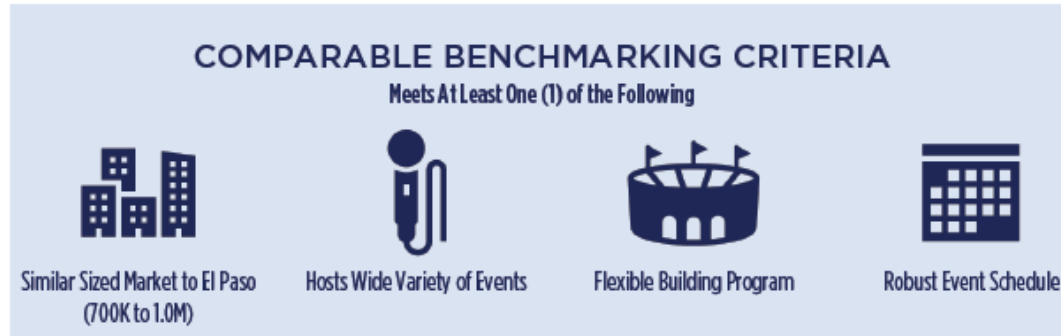 COMPARABLE BENCHMARKING CRITERIA
Meets At Least One (1) of the Following
Similar Sized Market to El Paso
(700K to 1.0M)
Hosts Wide Variety of Events
Flexible Building Program
Robust Event Schedule